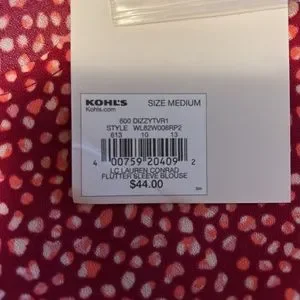 KOHL'S SIZE MEDIUM
Kohls.com
600 DIZZYTVR1
STYLE WL82W008RP2
613 10 13
4 00759 20409 2
LC LAUREN CONRAD
FLUTTER SLEEVE BLOUSE
$44.00